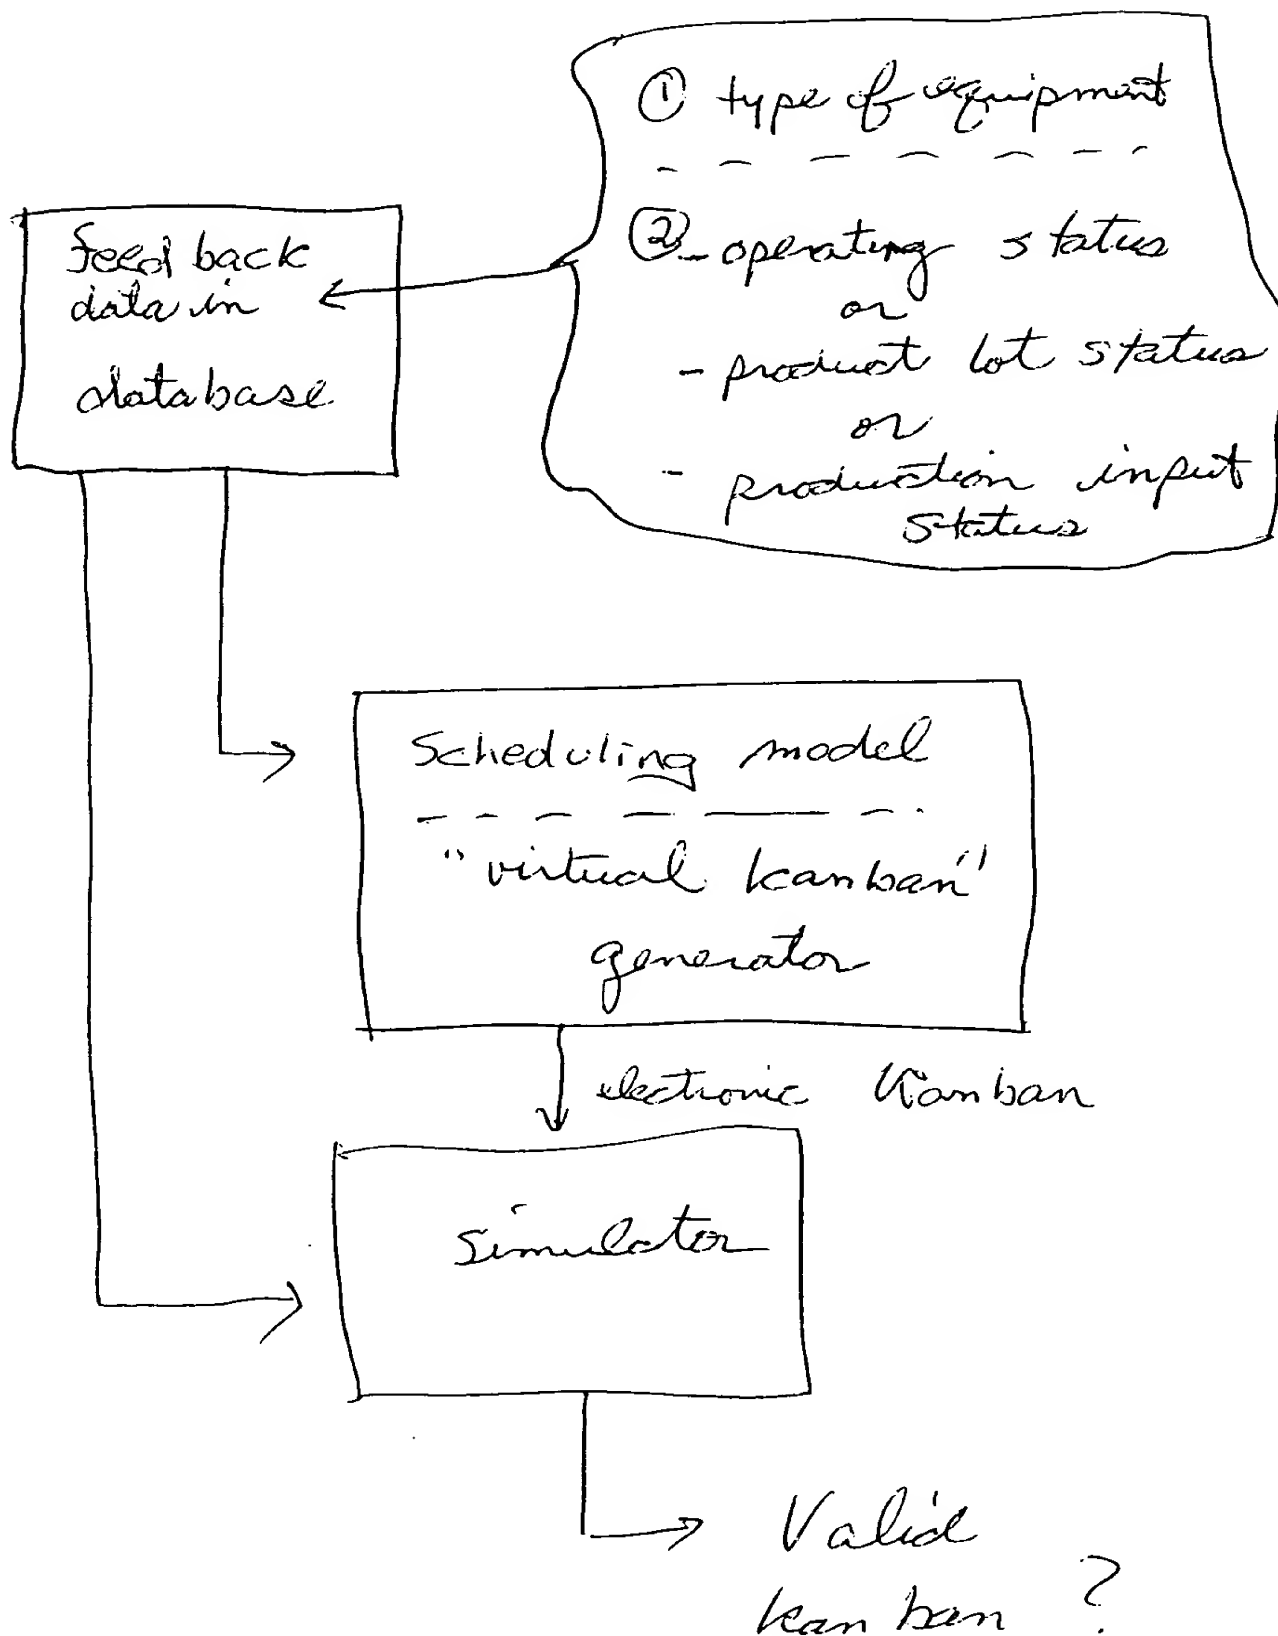 ① type of equipment
② - operating status
or
- product lot status
or
- production input
status
feed back
data in
database
Scheduling model
"virtual kanban"
generator
electronic Kanban
simulator
Valid
kanban ?